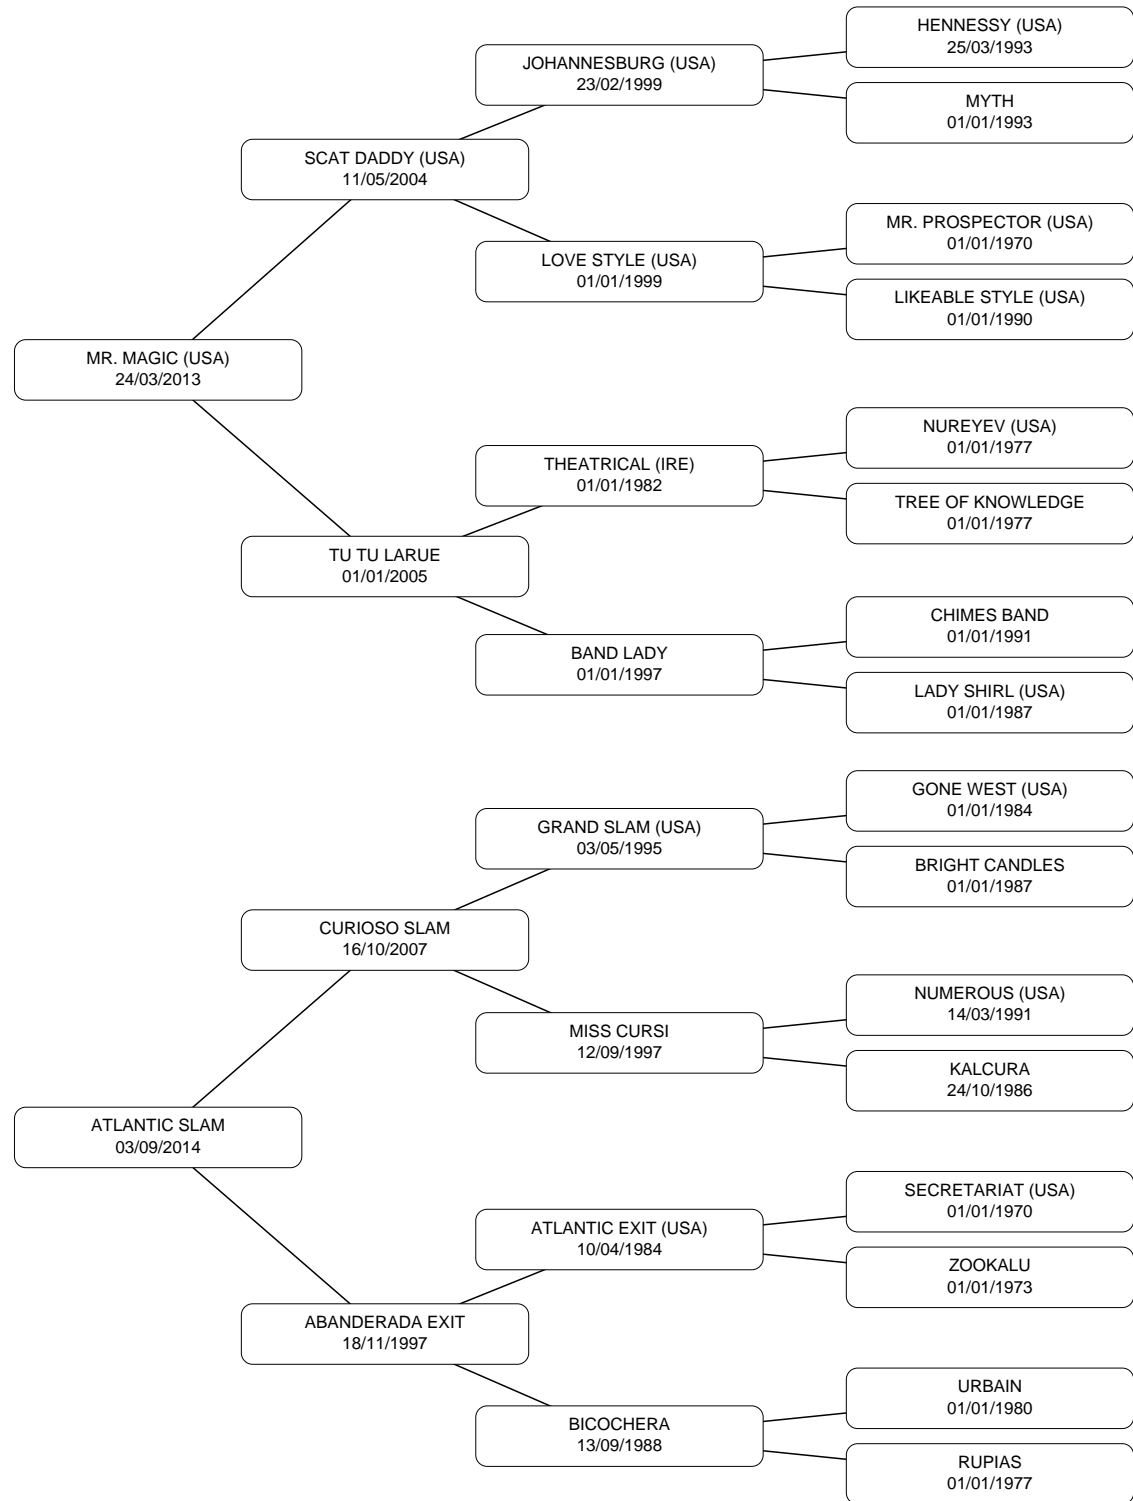 HENNESSY (USA)
25/03/1993
JOHANNESBURG (USA)
23/02/1999
MYTH
01/01/1993
SCAT DADDY (USA)
11/05/2004
MR. PROSPECTOR (USA)
01/01/1970
LOVE STYLE (USA)
01/01/1999
LIKEABLE STYLE (USA)
01/01/1990
MR. MAGIC (USA)
24/03/2013
NUREYEV (USA)
01/01/1977
THEATRICAL (IRE)
01/01/1982
TREE OF KNOWLEDGE
01/01/1977
TU TU LARUE
01/01/2005
CHIMES BAND
01/01/1991
BAND LADY
01/01/1997
LADY SHIRL (USA)
01/01/1987
GONE WEST (USA)
01/01/1984
GRAND SLAM (USA)
03/05/1995
BRIGHT CANDLES
01/01/1987
CURIOSO SLAM
16/10/2007
NUMEROUS (USA)
14/03/1991
MISS CURSI
12/09/1997
KALCURA
24/10/1986
ATLANTIC SLAM
03/09/2014
SECRETARIAT (USA)
01/01/1970
ATLANTIC EXIT (USA)
10/04/1984
ZOOKALU
01/01/1973
ABANDERADA EXIT
18/11/1997
URBAIN
01/01/1980
BICOCHERA
13/09/1988
RUPIAS
01/01/1977